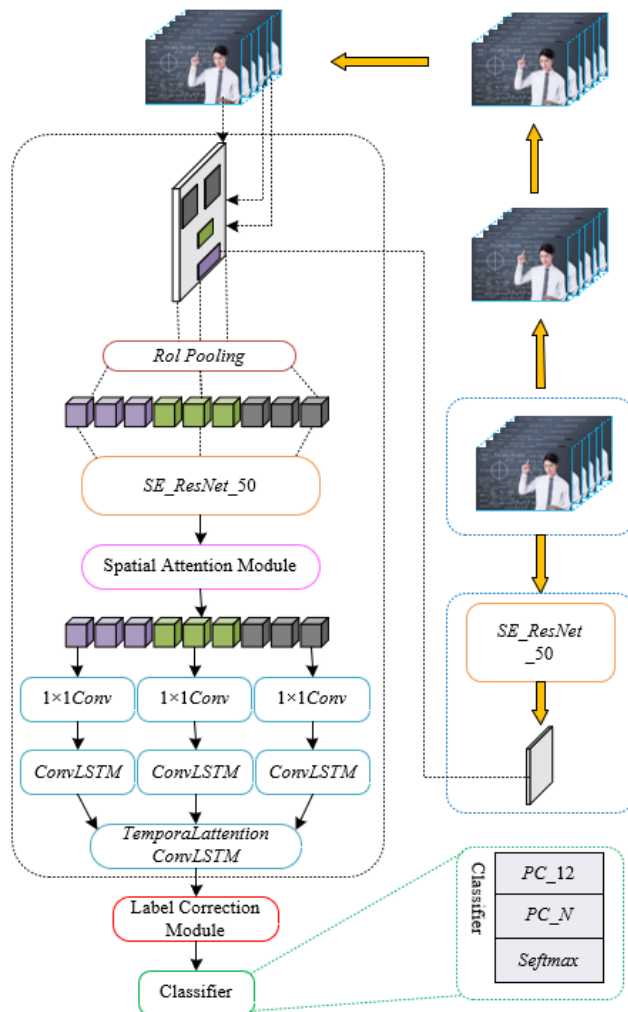 RoI Pooling
SE_ResNet_50
Spatial Attention Module
1×1Conv
1×1Conv
1×1Conv
ConvLSTM
ConvLSTM
ConvLSTM
TemporaLattention
ConvLSTM
Label Correction
Module
Classifier
SE_ResNet
_50
Classifier
PC_12
PC_N
Seftmax